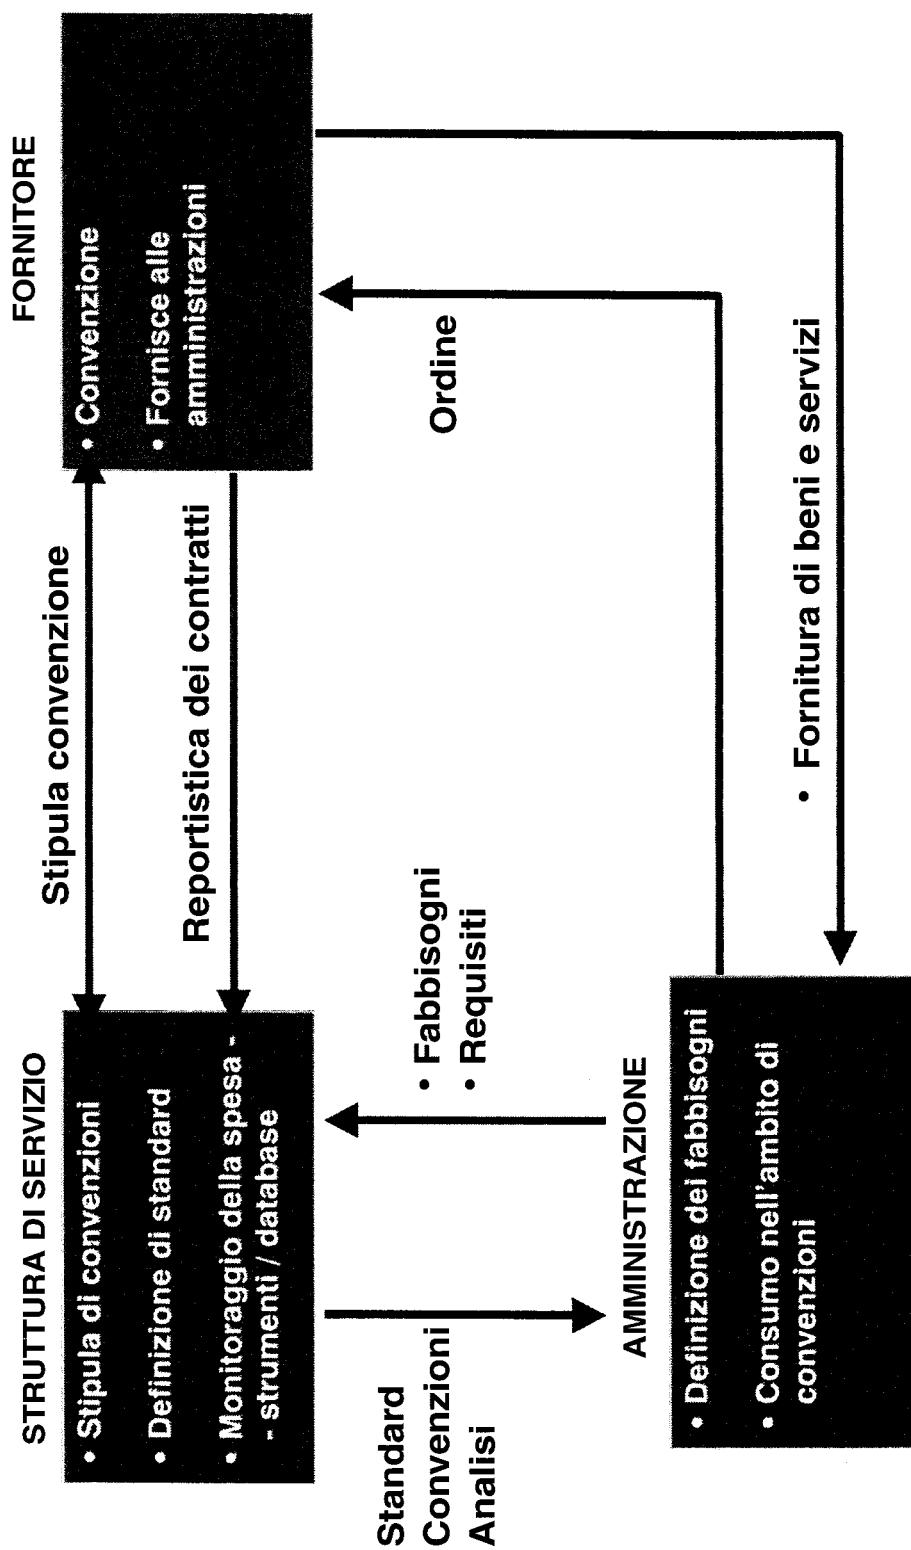 STRUTTURA DI SERVIZIO
• Stipula di convenzioni
• Definizione di standard
• Monitoraggio della spesa -
- strumenti / database
Stipula convenzione
Reportistica dei contratti
FORNITORE
• Convenzione
• Fornisce alle
amministrazioni
Standard
Convenzioni
Analisi
• Fabbisogni
• Requisiti
Ordine
AMMINISTRAZIONE
• Definizione dei fabbisogni
• Consumo nell'ambito di
convenzioni
• Fornitura di beni e servizi